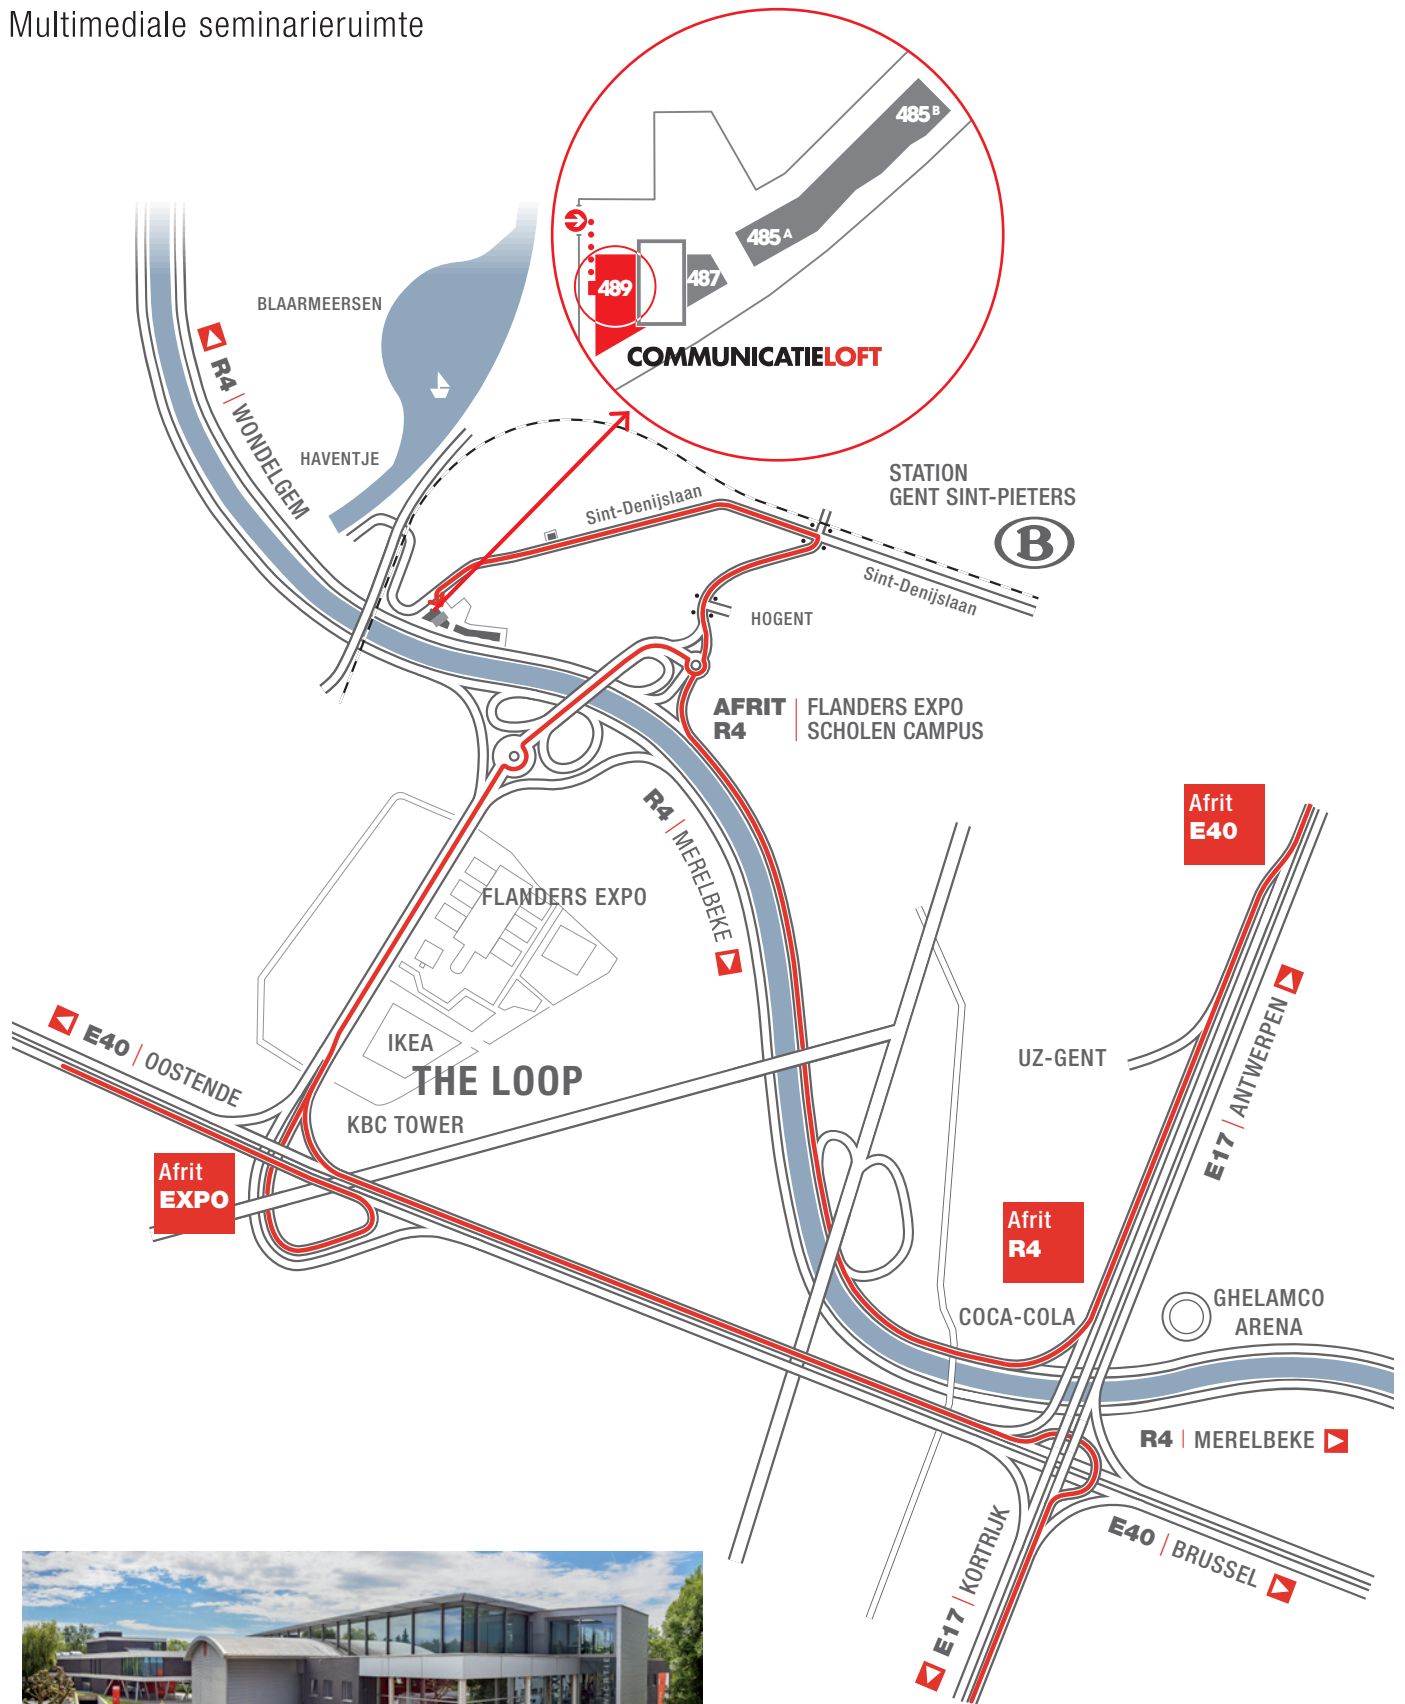 Multimediale seminarieruimte
485 B
485 A
487
489
COMMUNICATIELOFT
BLAARMEERSEN
R4 | WONDELGEM
HAVENTJE
STATION
GENT SINT-PIETERS
B
Sint-Denijslaan
Sint-Denijslaan
HOGENT
AFRIT | FLANDERS EXPO
R4 | SCHOLEN CAMPUS
R4 | MERELBEKE
Afrit
E40
FLANDERS EXPO
E40 | OOSTENDE
IKEA
THE LOOP
KBC TOWER
UZ-GENT
E17 | ANTWERPEN
Afrit
EXPO
Afrit
R4
COCA-COLA
GHELAMCO
ARENA
R4 | MERELBEKE
E40 | BRUSSEL
E17 | KORTRIJK